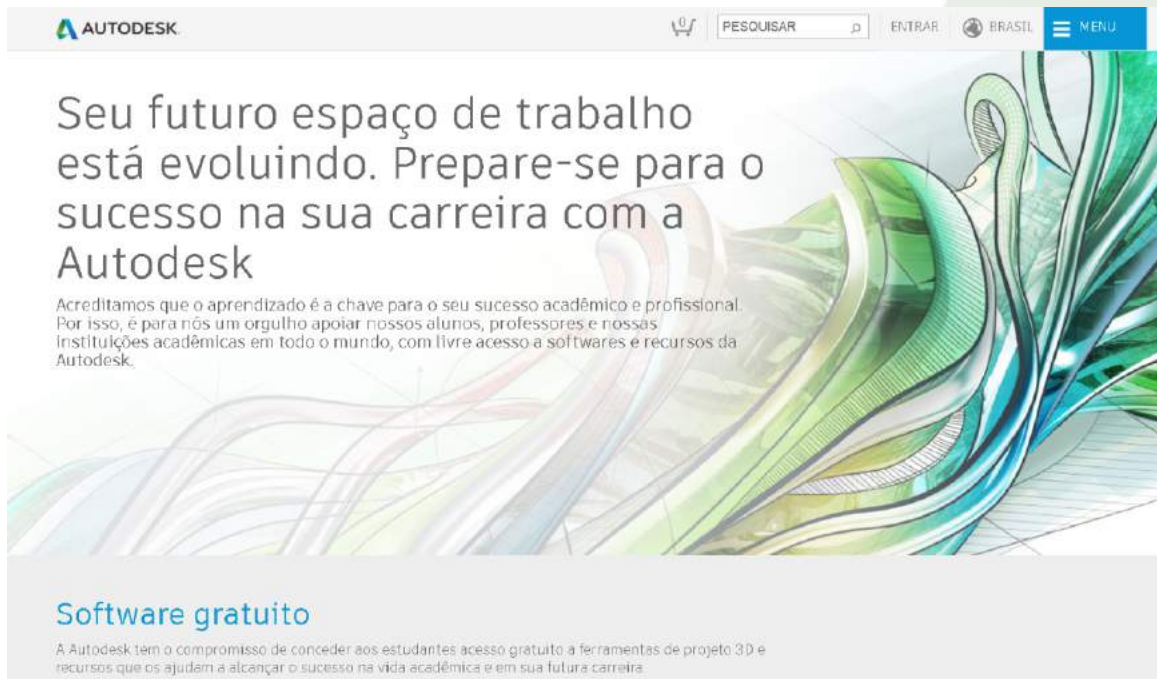 AUTODESK.
0 PESQUISAR ENTRAR BRASIL MENU
Seu futuro espaço de trabalho
está evoluindo. Prepare-se para o
sucesso na sua carreira com a
Autodesk
Acreditamos que o aprendizado é a chave para o seu sucesso acadêmico e profissional.
Por isso, é para nós um orgulho apoiar nossos alunos, professores e nossas
instituições acadêmicas em todo o mundo, com livre acesso a softwares e recursos da
Autodesk.
Software gratuito
A Autodesk tem o compromisso de conceder aos estudantes acesso gratuito a ferramentas de projeto 3D e
recursos que os ajudam a alcançar o sucesso na vida acadêmica e em sua futura carreira